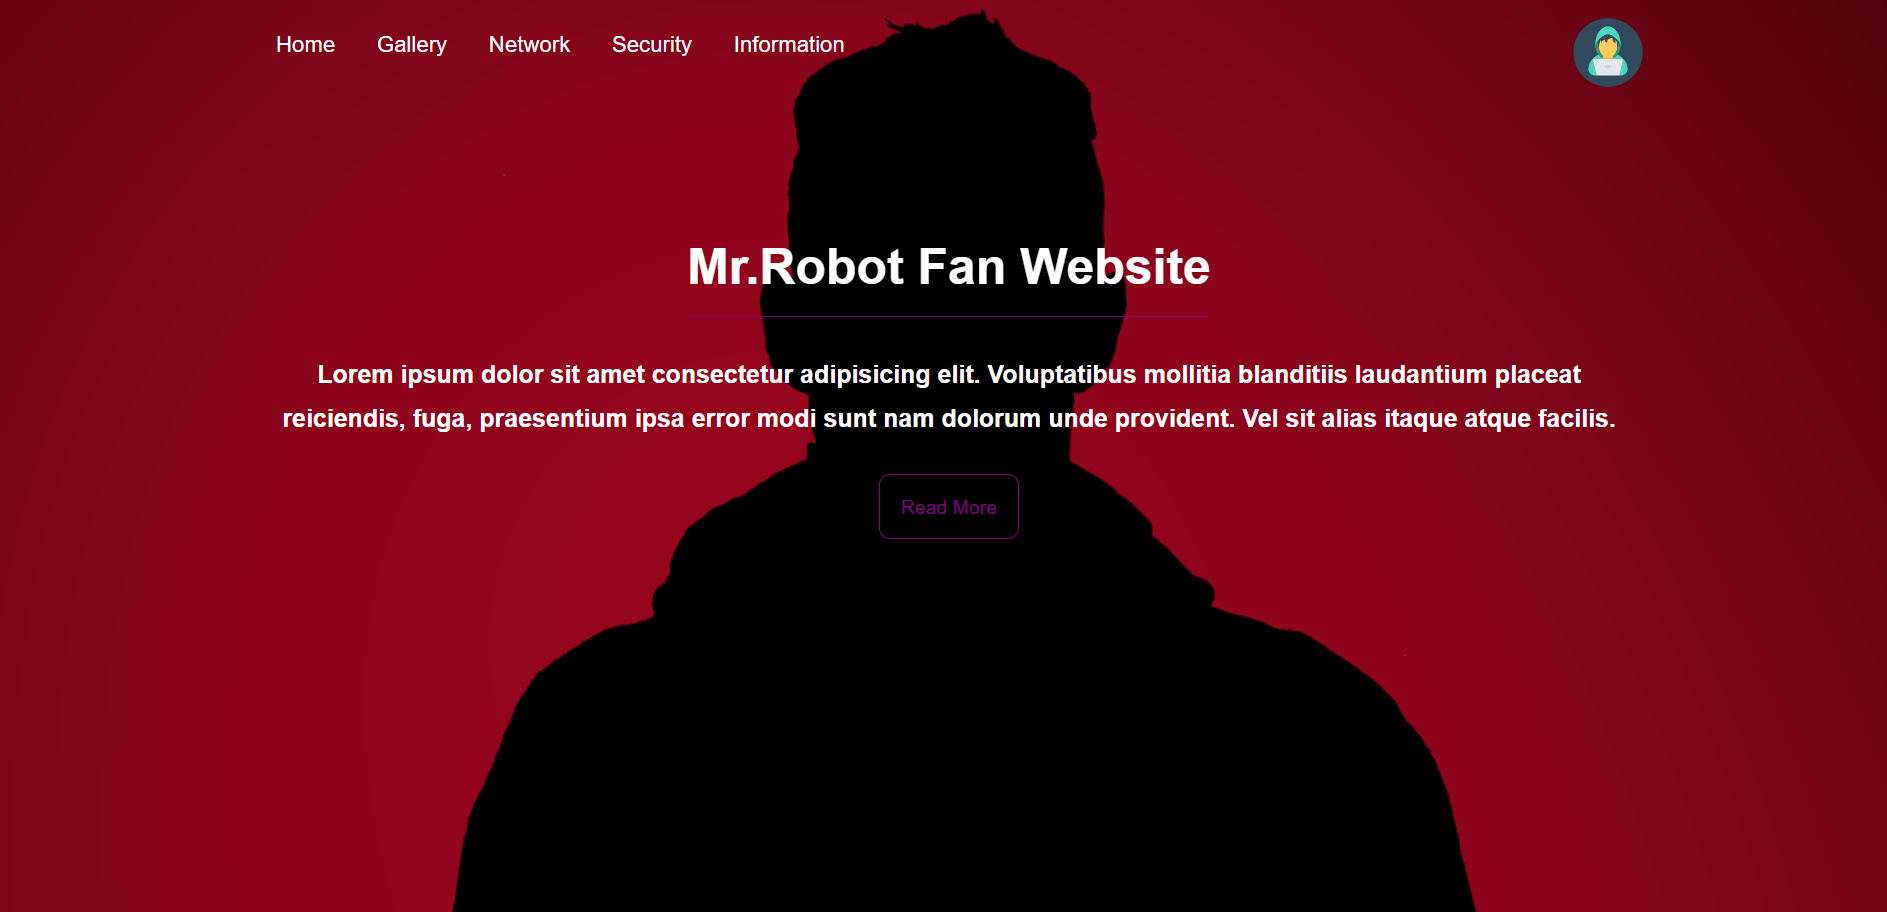 Home Gallery Network Security Information
Mr.Robot Fan Website
Lorem ipsum dolor sit amet consectetur adipisicing elit. Voluptatibus mollitia blanditiis laudantium placeat
reiciendis, fuga, praesentium ipsa error modi sunt nam dolorum unde provident. Vel sit alias itaque atque facilis.
Read More